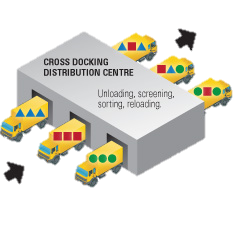 CROSS DOCKING
DISTRIBUTION CENTRE
Unloading, screening,
sorting, reloading.